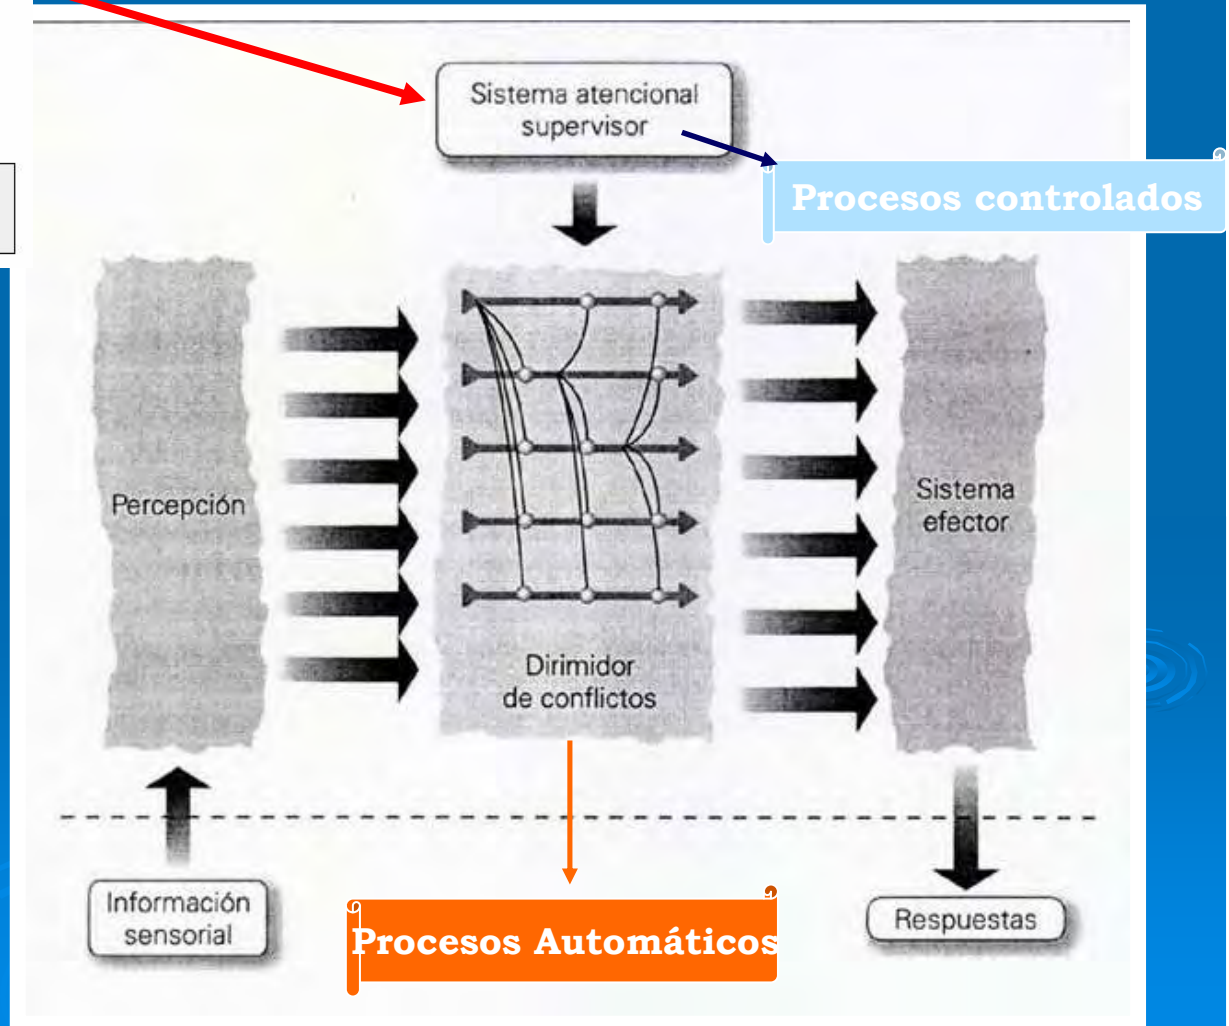 Sistema atencional
supervisor
Procesos controlados
Percepción
Sistema
efector
Dirimidor
de conflictos
Información
sensorial
Procesos Automáticos
Respuestas